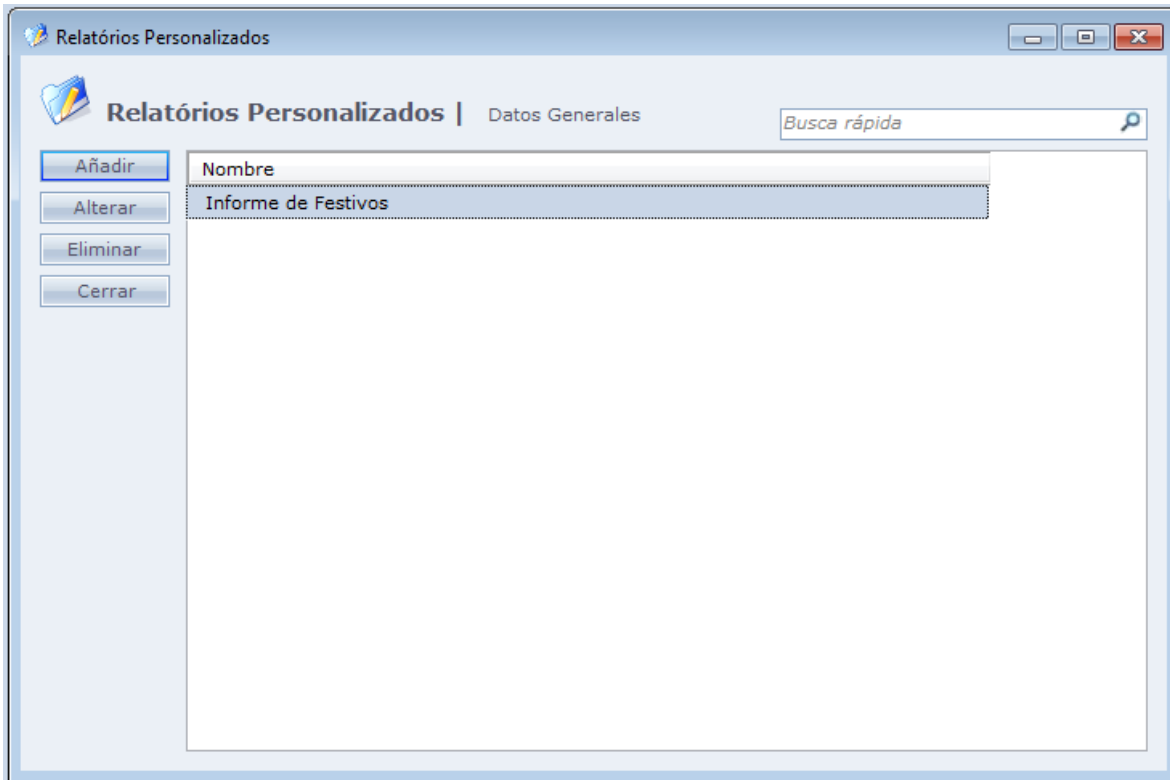 Relatórios Personalizados
Relatórios Personalizados | Datos Generales
Busca rápida
Añadir
Alterar
Eliminar
Cerrar
Nombre
Informe de Festivos